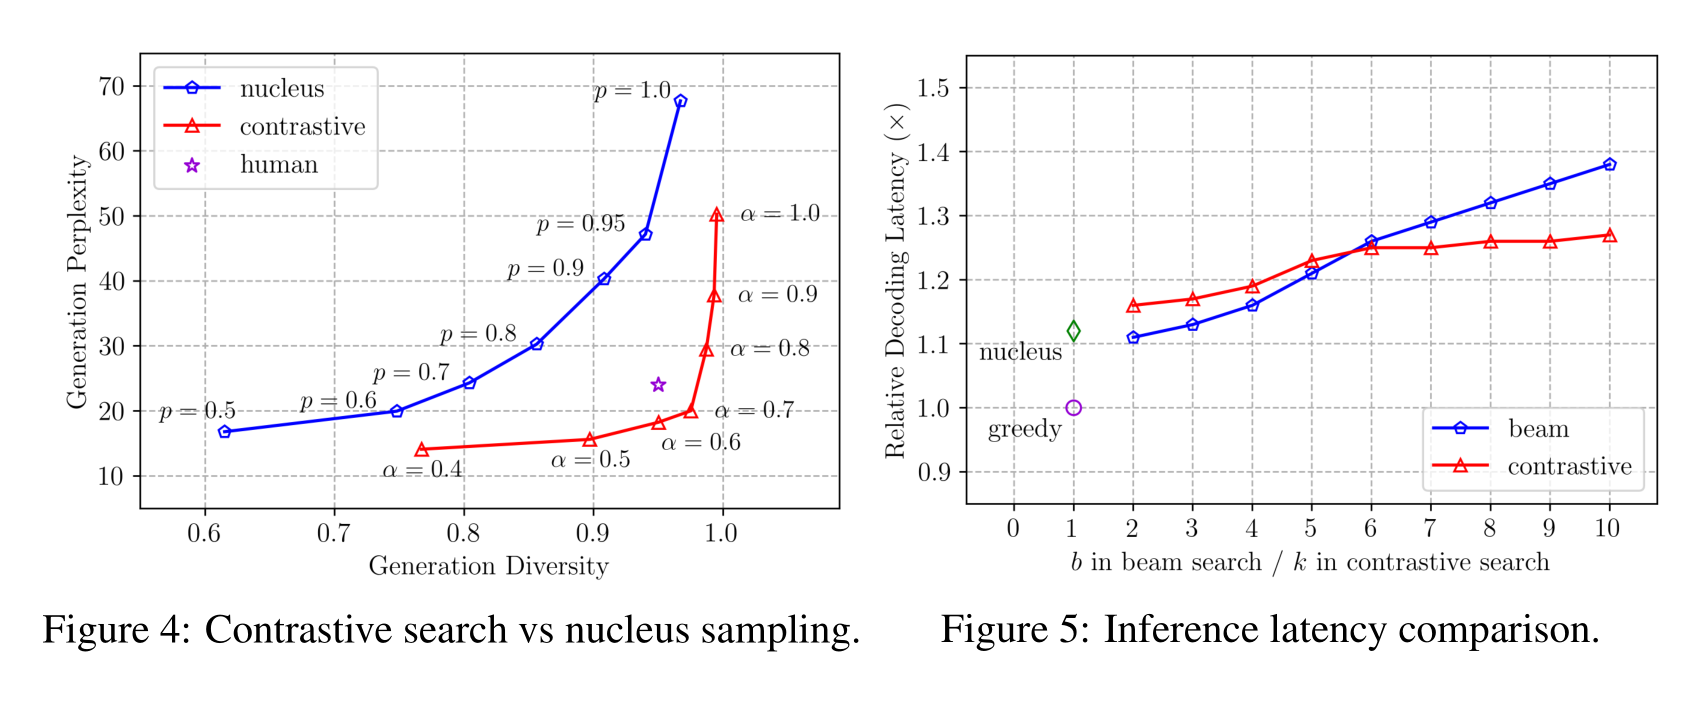 nucleus
contrastive
human
Generation Perplexity
70
60
50
40
30
20
10
p = 1.0
p = 0.95
p = 0.9
p = 0.8
p = 0.7
p = 0.6
p = 0.5
α = 1.0
α = 0.9
α = 0.8
α = 0.7
α = 0.6
α = 0.5
α = 0.4
0.6 0.7 0.8 0.9 1.0
Generation Diversity
Figure 4: Contrastive search vs nucleus sampling.
Relative Decoding Latency (×)
1.5
1.4
1.3
1.2
1.1
1.0
0.9
nucleus
greedy
beam
contrastive
0 1 2 3 4 5 6 7 8 9 10
b in beam search / k in contrastive search
Figure 5: Inference latency comparison.